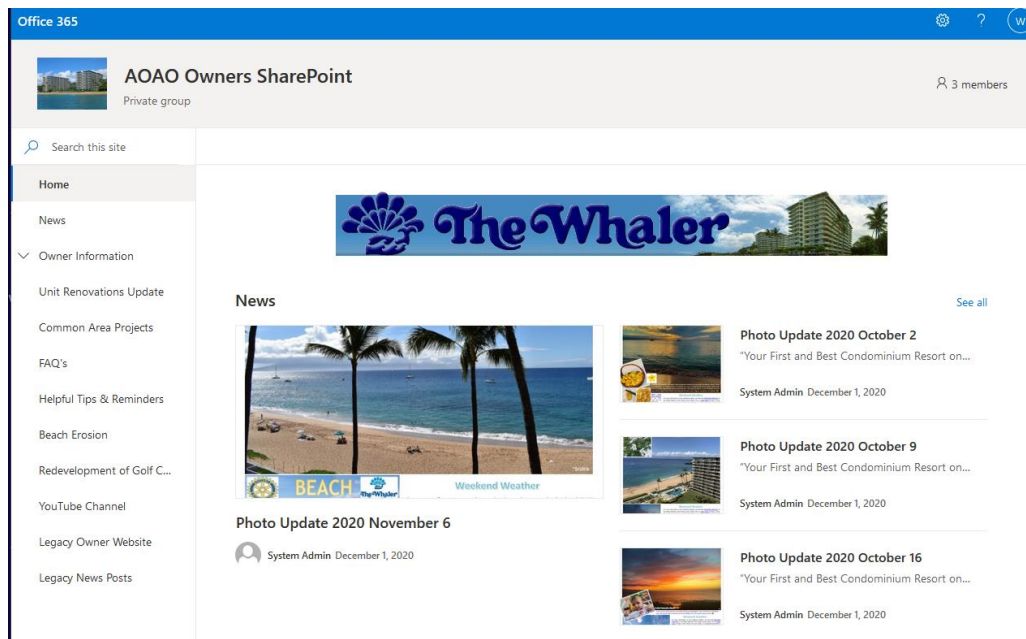 Office 365
?
W
AOAO Owners SharePoint
Private group
3 members
Search this site
Home
News
Owner Information
Unit Renovations Update
Common Area Projects
FAQ's
Helpful Tips & Reminders
Beach Erosion
Redevelopment of Golf C...
YouTube Channel
Legacy Owner Website
Legacy News Posts
The Whaler
News
See all
BEACH
The Whaler
Weekend Weather
Photo Update 2020 November 6
System Admin December 1, 2020
Photo Update 2020 October 2
"Your First and Best Condominium Resort on...
System Admin December 1, 2020
Photo Update 2020 October 9
"Your First and Best Condominium Resort on...
System Admin December 1, 2020
Photo Update 2020 October 16
"Your First and Best Condominium Resort on...
System Admin December 1, 2020